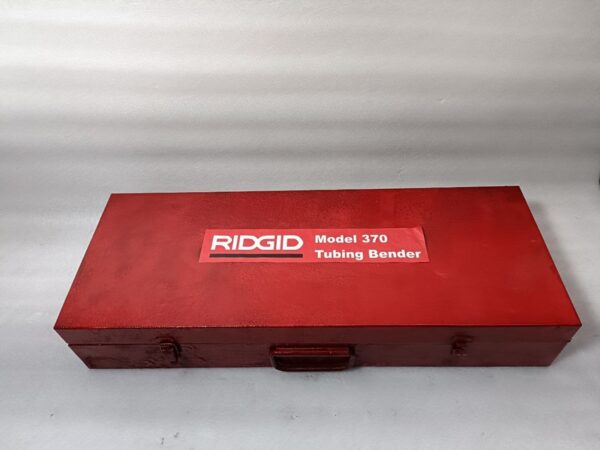 RIDGID
Model 370
Tubing Bender